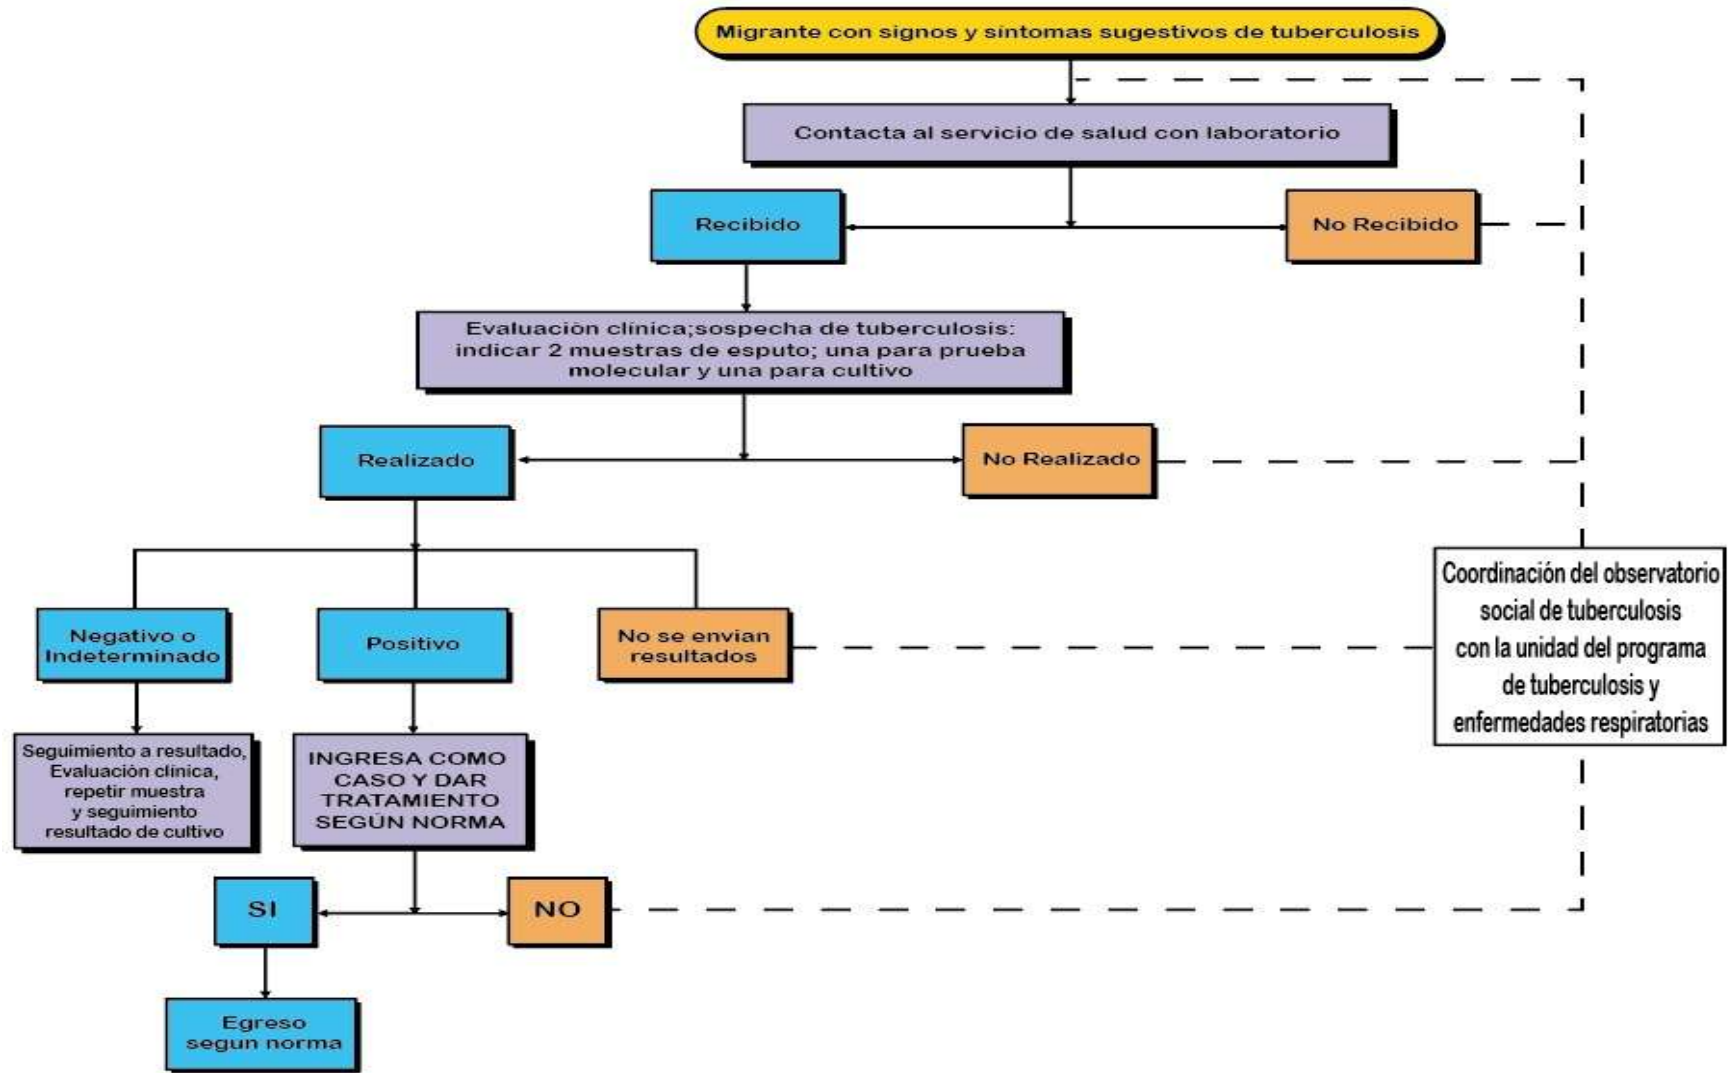 Migrante con signos y síntomas sugestivos de tuberculosis
Contacta al servicio de salud con laboratorio
Recibido
No Recibido
Evaluación clínica;sospecha de tuberculosis:
indicar 2 muestras de esputo; una para prueba
molecular y una para cultivo
Realizado
No Realizado
Negativo o
Indeterminado
Positivo
No se envian
resultados
Coordinación del observatorio
social de tuberculosis
con la unidad del programa
de tuberculosis y
enfermedades respiratorias
Seguimiento a resultado,
Evaluación clínica,
repetir muestra
y seguimiento
resultado de cultivo
INGRESA COMO
CASO Y DAR
TRATAMIENTO
SEGÚN NORMA
SI
NO
Egreso
segun norma